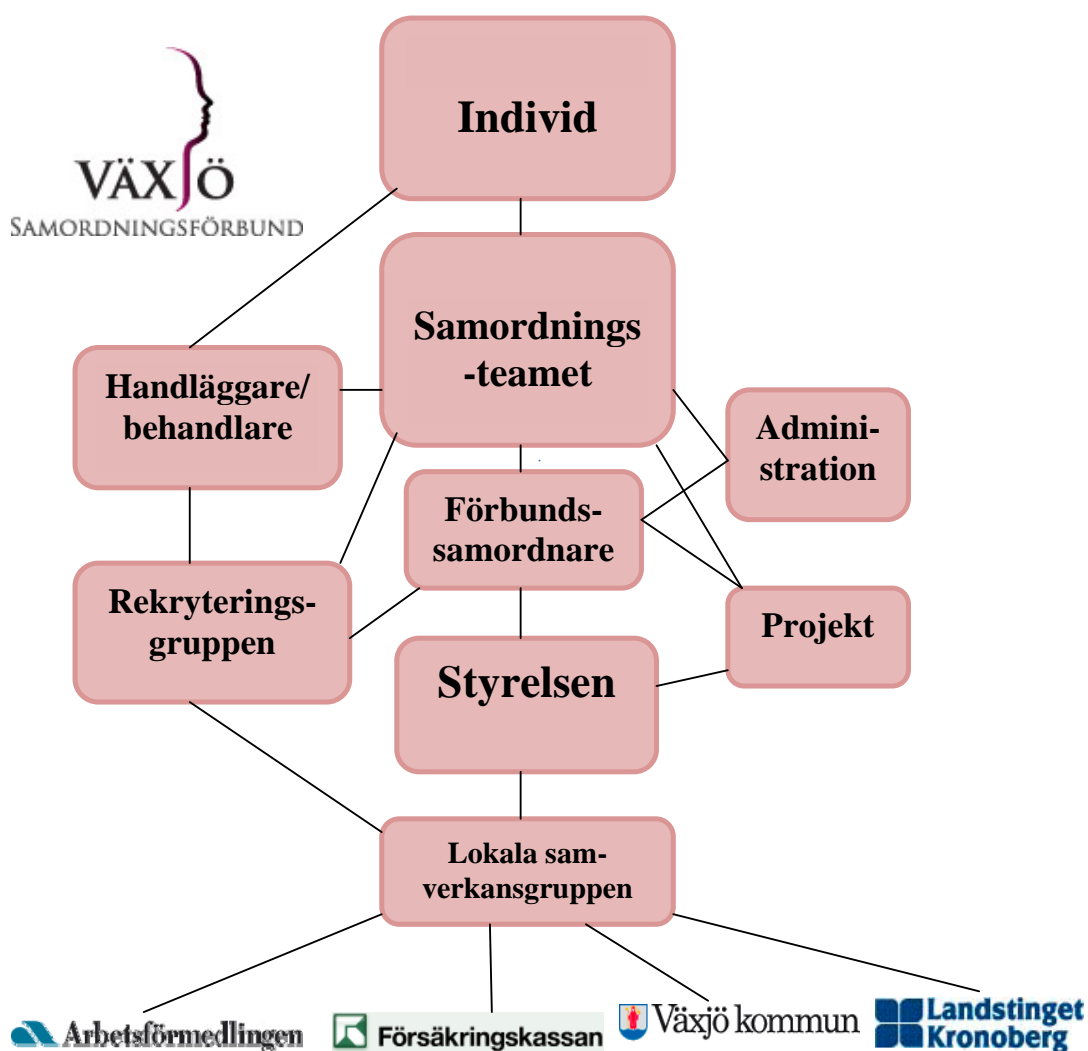 Individ
VÄXJÖ
SAMORDNINGSFÖRBUND
Samordnings
-teamet
Handläggare/
behandlare
Admini-
stration
Förbunds-
samordnare
Rekryterings-
gruppen
Projekt
Styrelsen
Lokala sam-
verkansgruppen
Arbetsförmedlingen
Försäkringskassan
Växjö kommun
Landstinget
Kronoberg